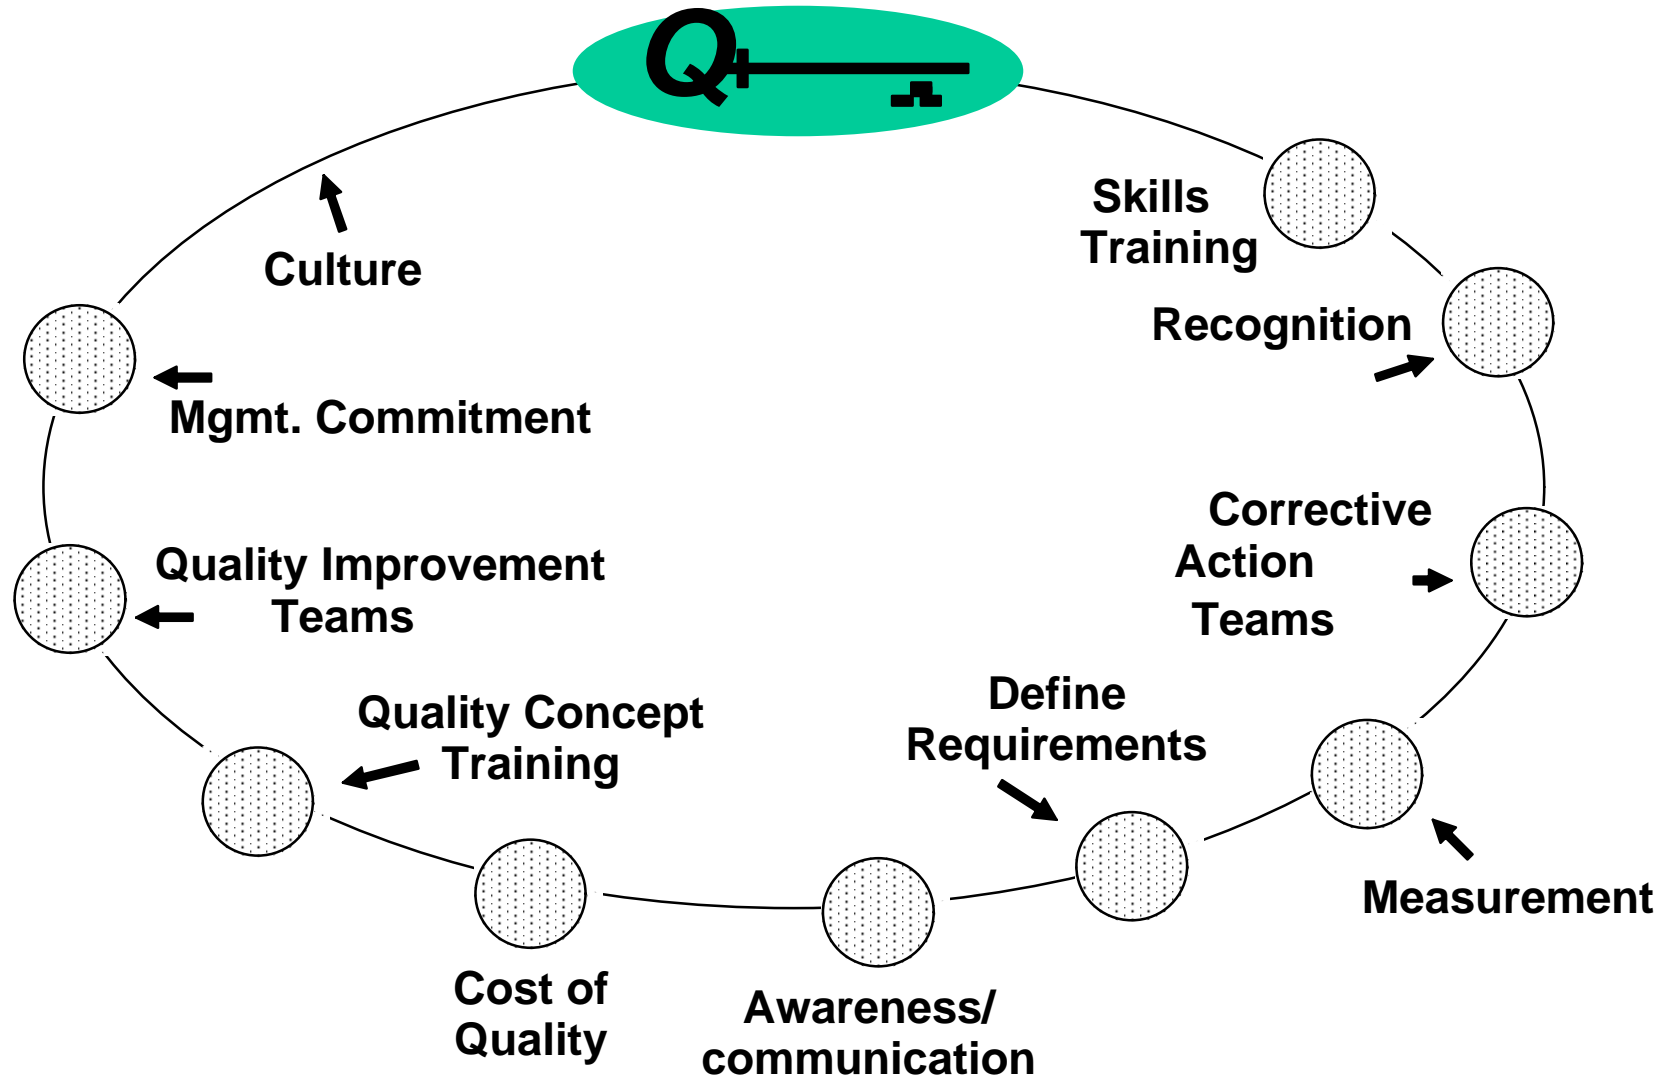 Q
Skills
Training
Culture
Recognition
Mgmt. Commitment
Corrective
Action
Teams
Quality Improvement
Teams
Define
Requirements
Quality Concept
Training
Measurement
Cost of
Quality
Awareness/
communication